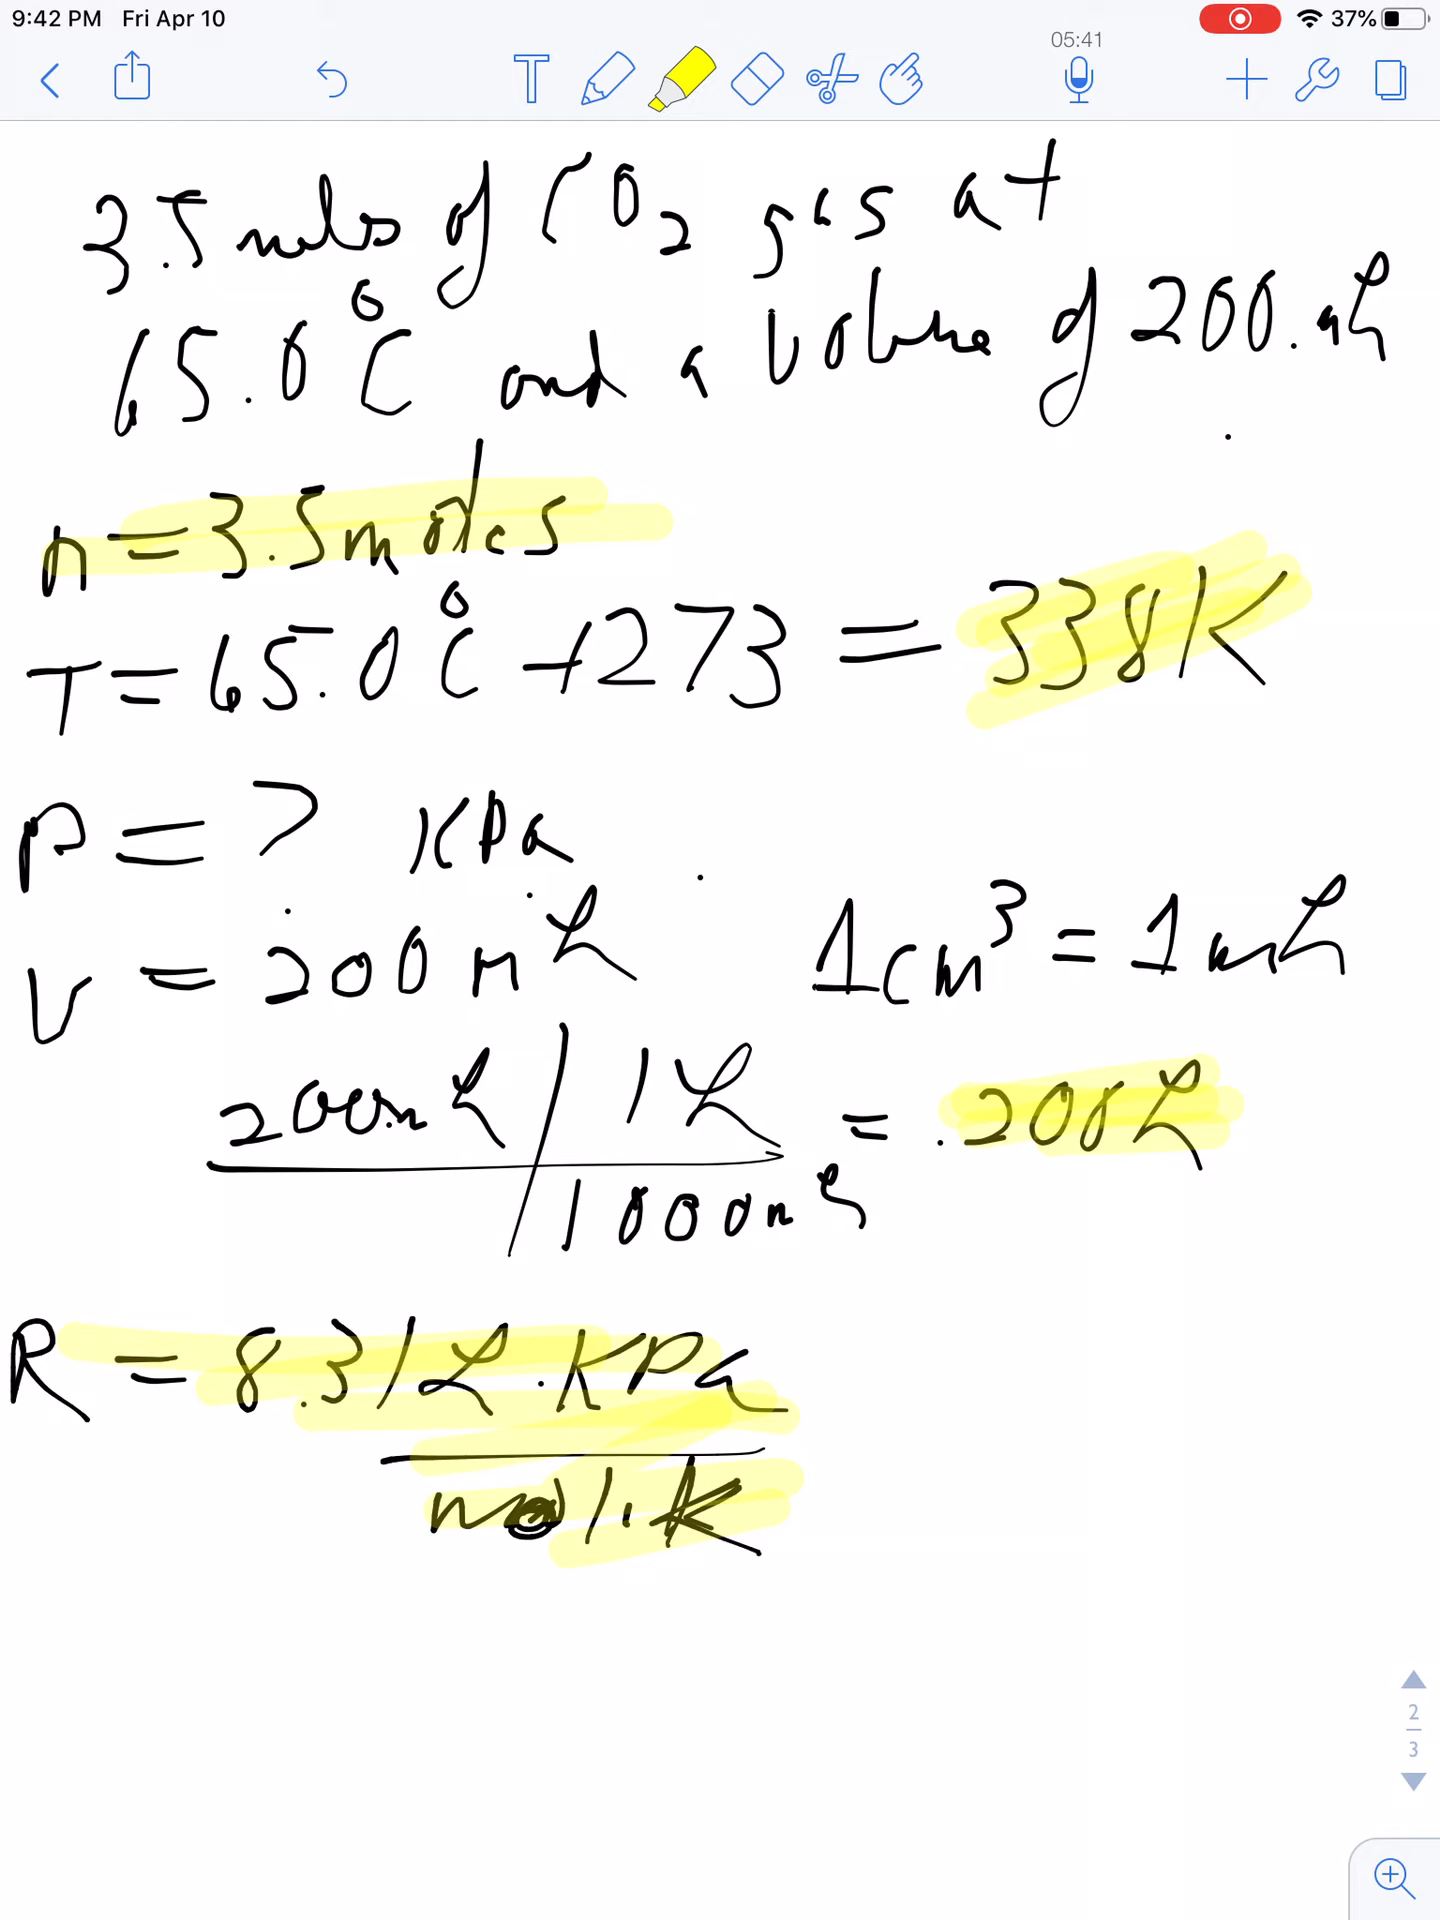 9:42 PM Fri Apr 10
37%
05:41
T
3.5 moles of CO₂ gas at
65.0°C and a volume of 200. mL
n = 3.5 moles
T = 65.0°C + 273 = 338K
P = ? KPa
V = 200 mL 1cm³ = 1 mL
200mL | 1L = .200L
1000mL
R = 8.31 L·KPa
mol·K
2
3